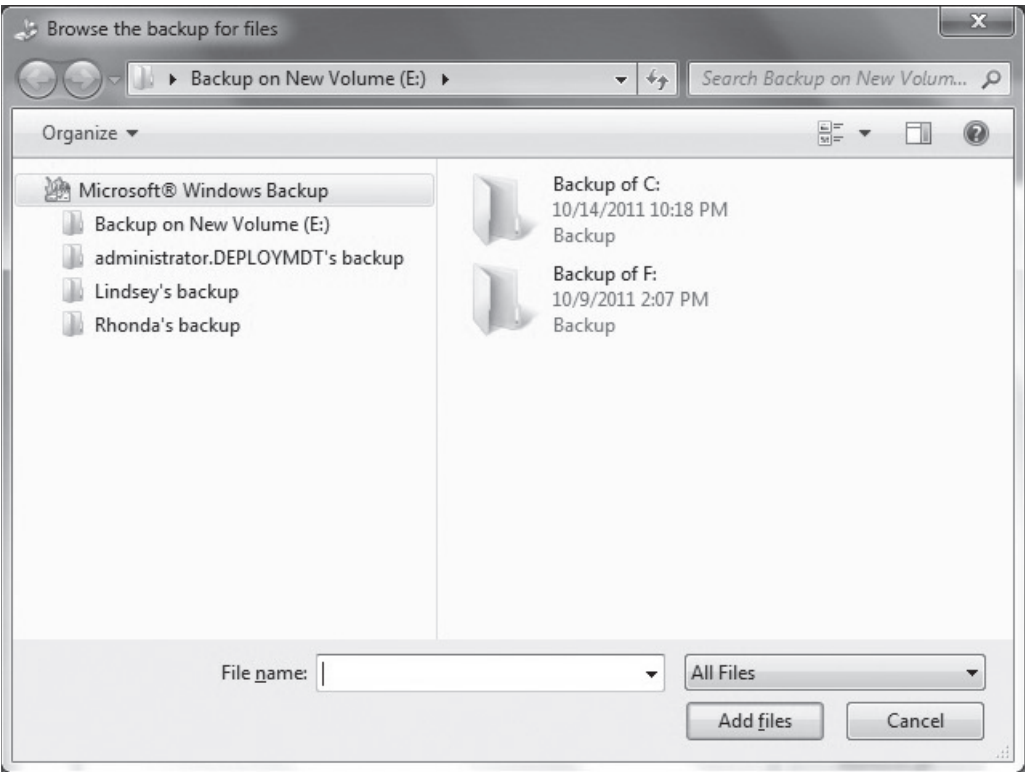 Browse the backup for files
x
Backup on New Volume (E:)
Search Backup on New Volum...
Organize
?
Microsoft® Windows Backup
Backup on New Volume (E:)
administrator.DEPLOYMDT's backup
Lindsey's backup
Rhonda's backup
Backup of C:
10/14/2011 10:18 PM
Backup
Backup of F:
10/9/2011 2:07 PM
Backup
File name:
All Files
Add files
Cancel